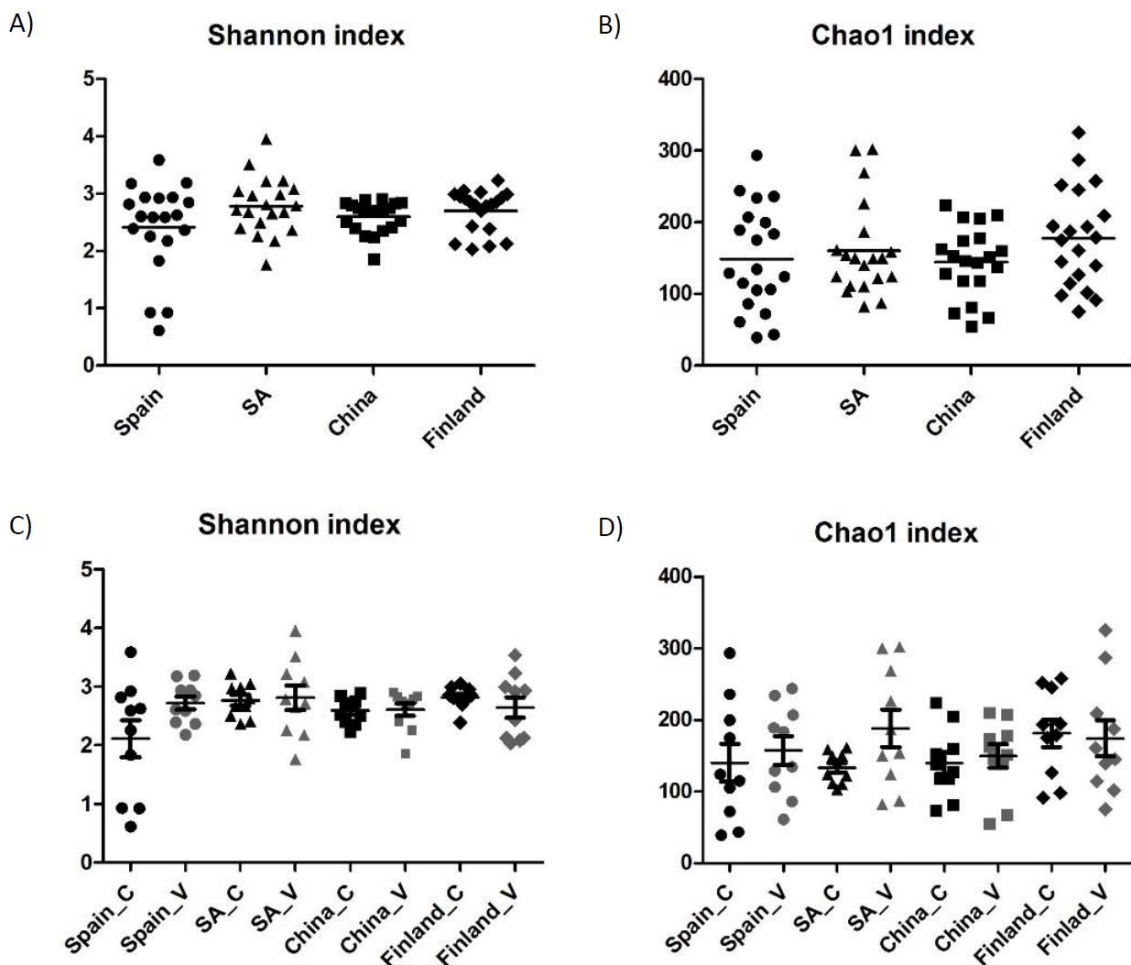 A)
Shannon index
5
4
3
2
1
0
Spain
SA
China
Finland
B)
Chao1 index
400
300
200
100
0
Spain
SA
China
Finland
C)
Shannon index
5
4
3
2
1
0
Spain_C
Spain_V
SA_C
SA_V
China_C
China_V
Finland_C
Finland_V
D)
Chao1 index
400
300
200
100
0
Spain_C
Spain_V
SA_C
SA_V
China_C
China_V
Finland_C
Finlad_V